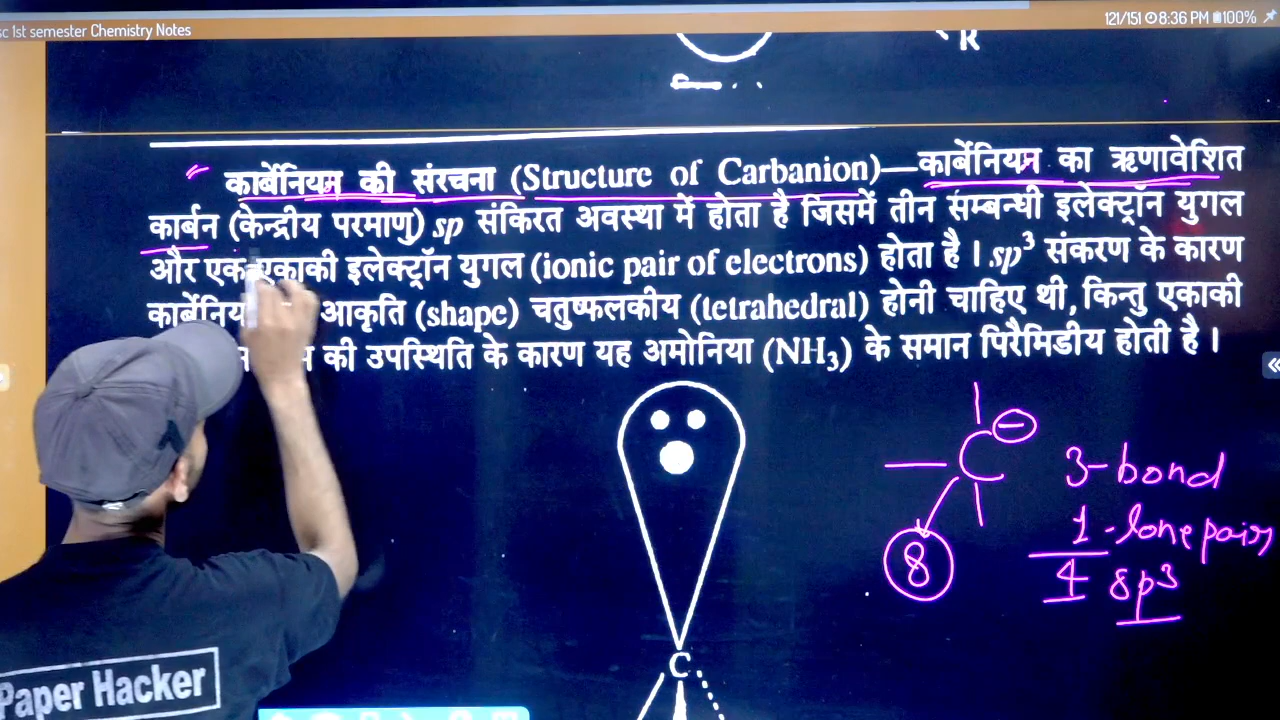 sc 1st semester Chemistry Notes
121/151 8:36 PM 100%
R
कार्बेनियम की संरचना (Structure of Carbanion)—कार्बेनियम का ऋणावेशित
कार्बन (केन्द्रीय परमाणु) sp संकिरत अवस्था में होता है जिसमें तीन सम्बन्धी इलेक्ट्रॉन युगल
और एक एकाकी इलेक्ट्रॉन युगल (ionic pair of electrons) होता है। sp³ संकरण के कारण
आकृति (shape) चतुष्फलकीय (tetrahedral) होनी चाहिए थी, किन्तु एकाकी
की उपस्थिति के कारण यह अमोनिया (NH₃) के समान पिरैमिडीय होती है।
C
C ⊖
8
3-bond
1-lone pair
4 sp³
Paper Hacker